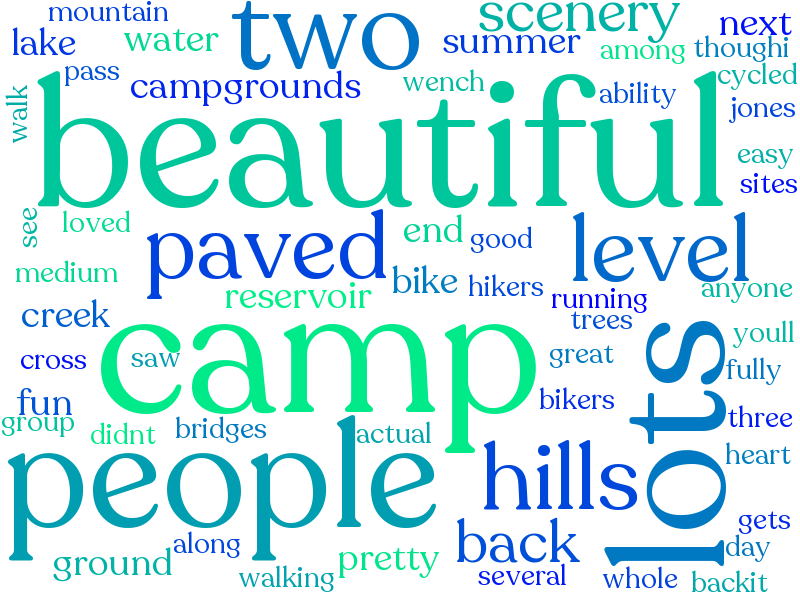 mountain
two
scenery
next
lake
water
summer
among
thoughi
pass
campgrounds
wench
ability
cycled
walk
beautiful
jones
easy
sites
see
loved
paved
end
good
level
medium
reservoir
bike
hikers
running
anyone
creek
camp
trees
youll
cross
saw
great
lots
fully
fun
bikers
three
group
didnt
bridges
actual
people
hills
heart
gets
along
back
day
ground
pretty
walking
several
whole
backit